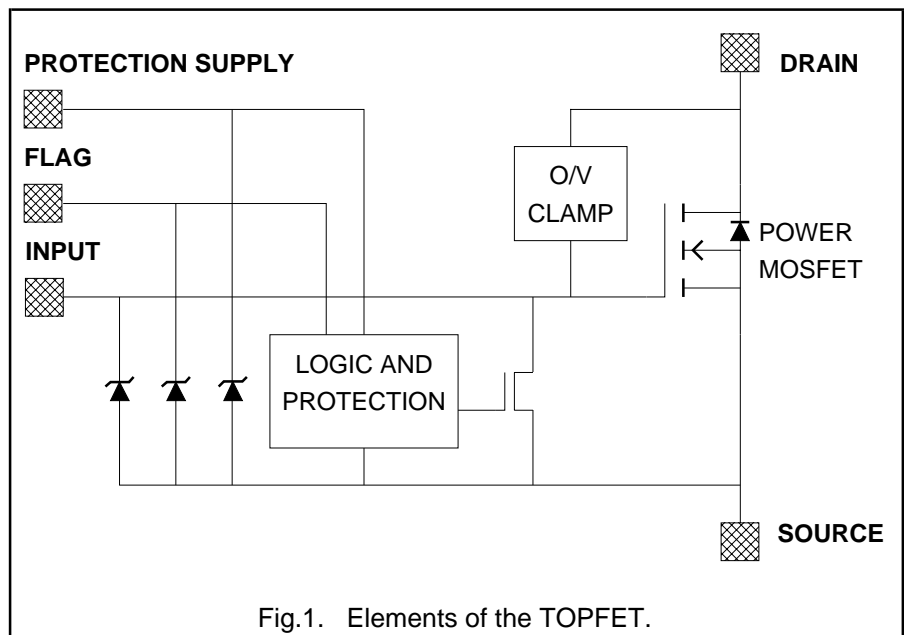 PROTECTION SUPPLY
DRAIN
FLAG
O/V
CLAMP
INPUT
POWER
MOSFET
LOGIC AND
PROTECTION
SOURCE
Fig.1. Elements of the TOPFET.